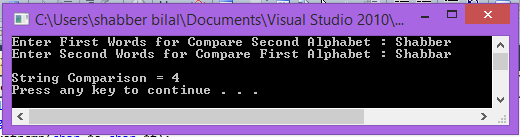 C:\Users\shabber bilal\Documents\Visual Studio 2010\...
Enter First Words for Compare Second Alphabet : Shabber
Enter Second Words for Compare First Alphabet : Shabbar
String Comparison = 4
Press any key to continue . . .